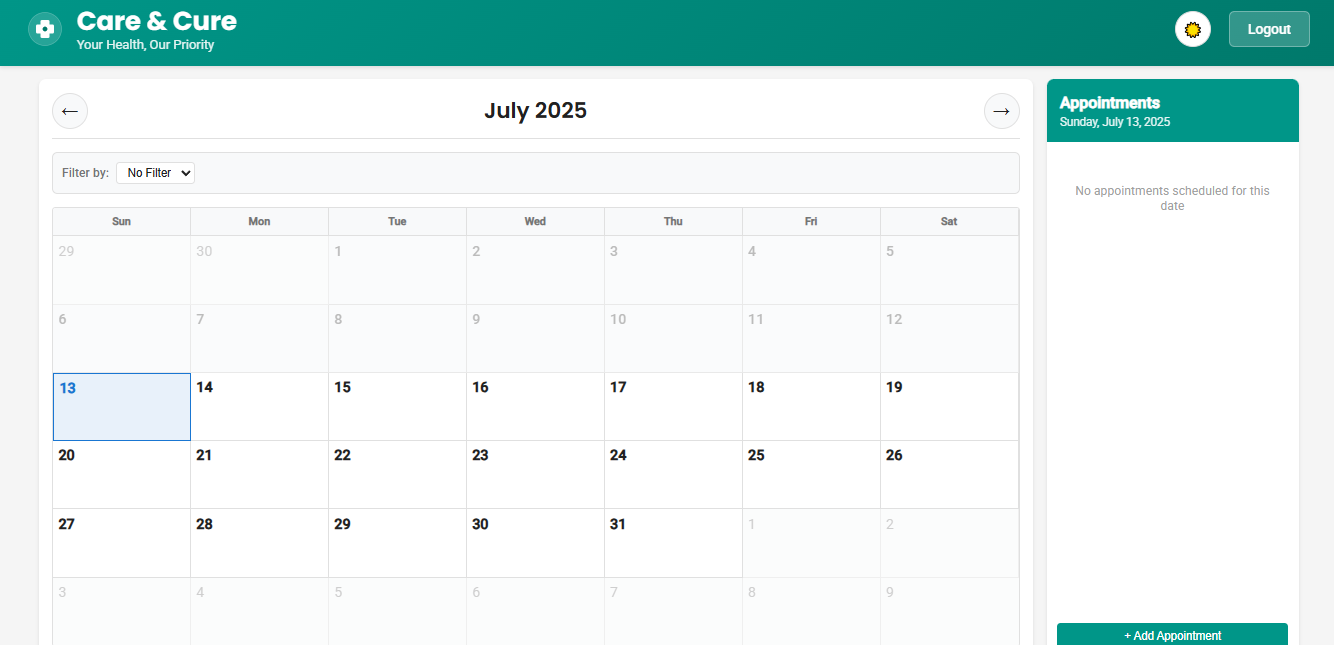 Care & Cure
Your Health, Our Priority
Logout
←
July 2025
→
Filter by: No Filter
Sun Mon Tue Wed Thu Fri Sat
29 30 1 2 3 4 5
6 7 8 9 10 11 12
13 14 15 16 17 18 19
20 21 22 23 24 25 26
27 28 29 30 31 1 2
3 4 5 6 7 8 9
Appointments
Sunday, July 13, 2025
No appointments scheduled for this
date
+ Add Appointment